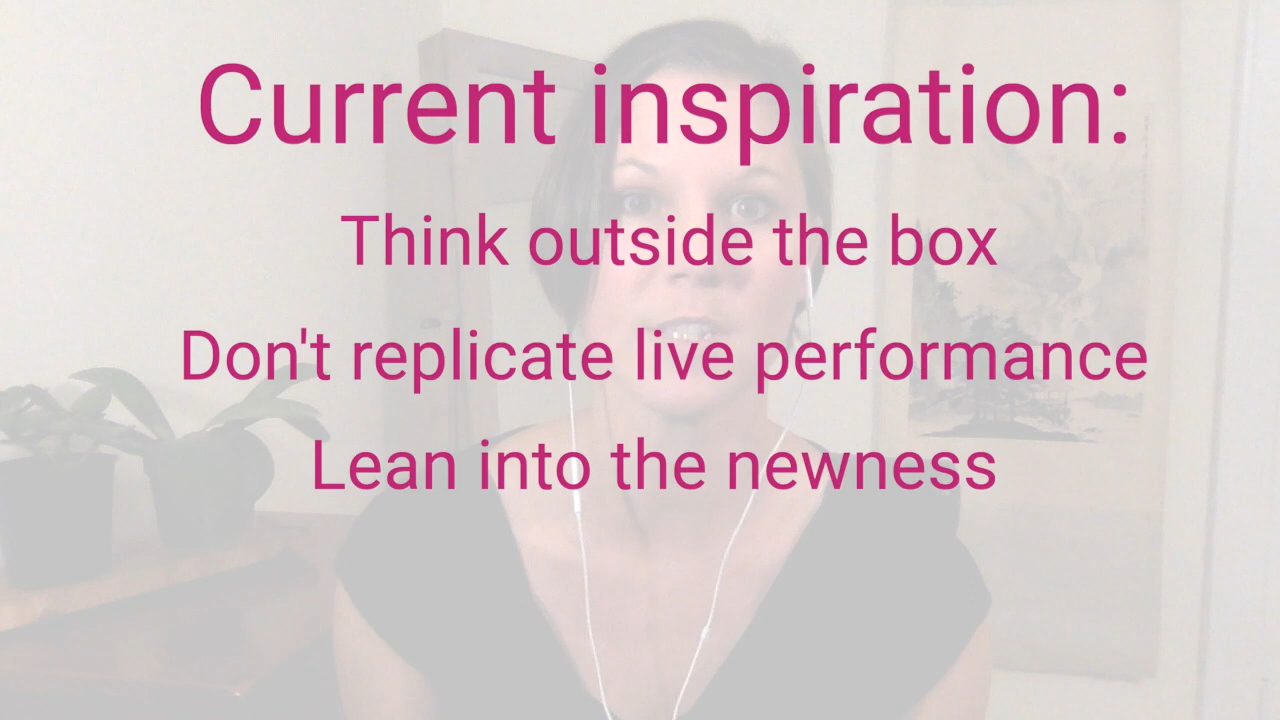 Current inspiration:
Think outside the box
Don't replicate live performance
Lean into the newness